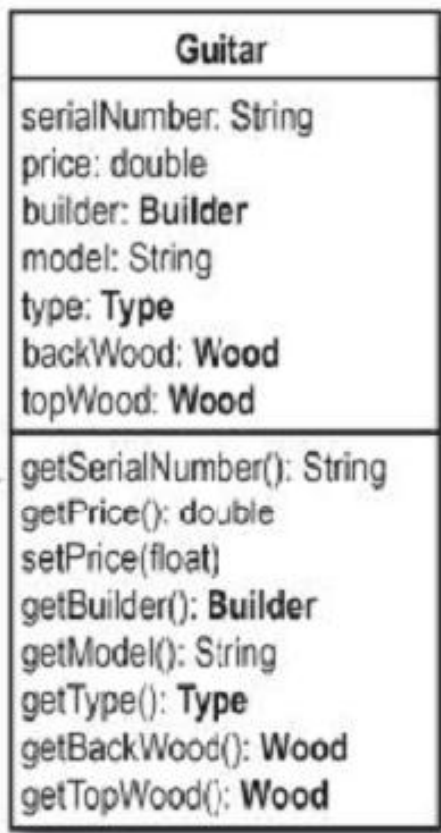 Guitar
serialNumber: String
price: double
builder: Builder
model: String
type: Type
backWood: Wood
topWood: Wood
getSerialNumber(): String
getPrice(): double
setPrice(float)
getBuilder(): Builder
getModel(): String
getType(): Type
getBackWood(): Wood
getTopWood(): Wood